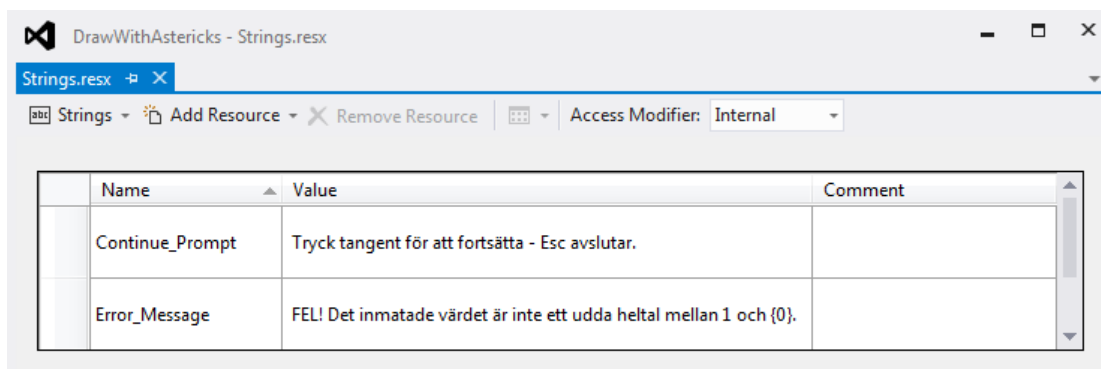 DrawWithAstericks - Strings.resx
Strings.resx
abc Strings Add Resource Remove Resource Access Modifier: Internal
Name Value Comment
Continue_Prompt Tryck tangent för att fortsätta - Esc avslutar.
Error_Message FEL! Det inmatade värdet är inte ett udda heltal mellan 1 och {0}.